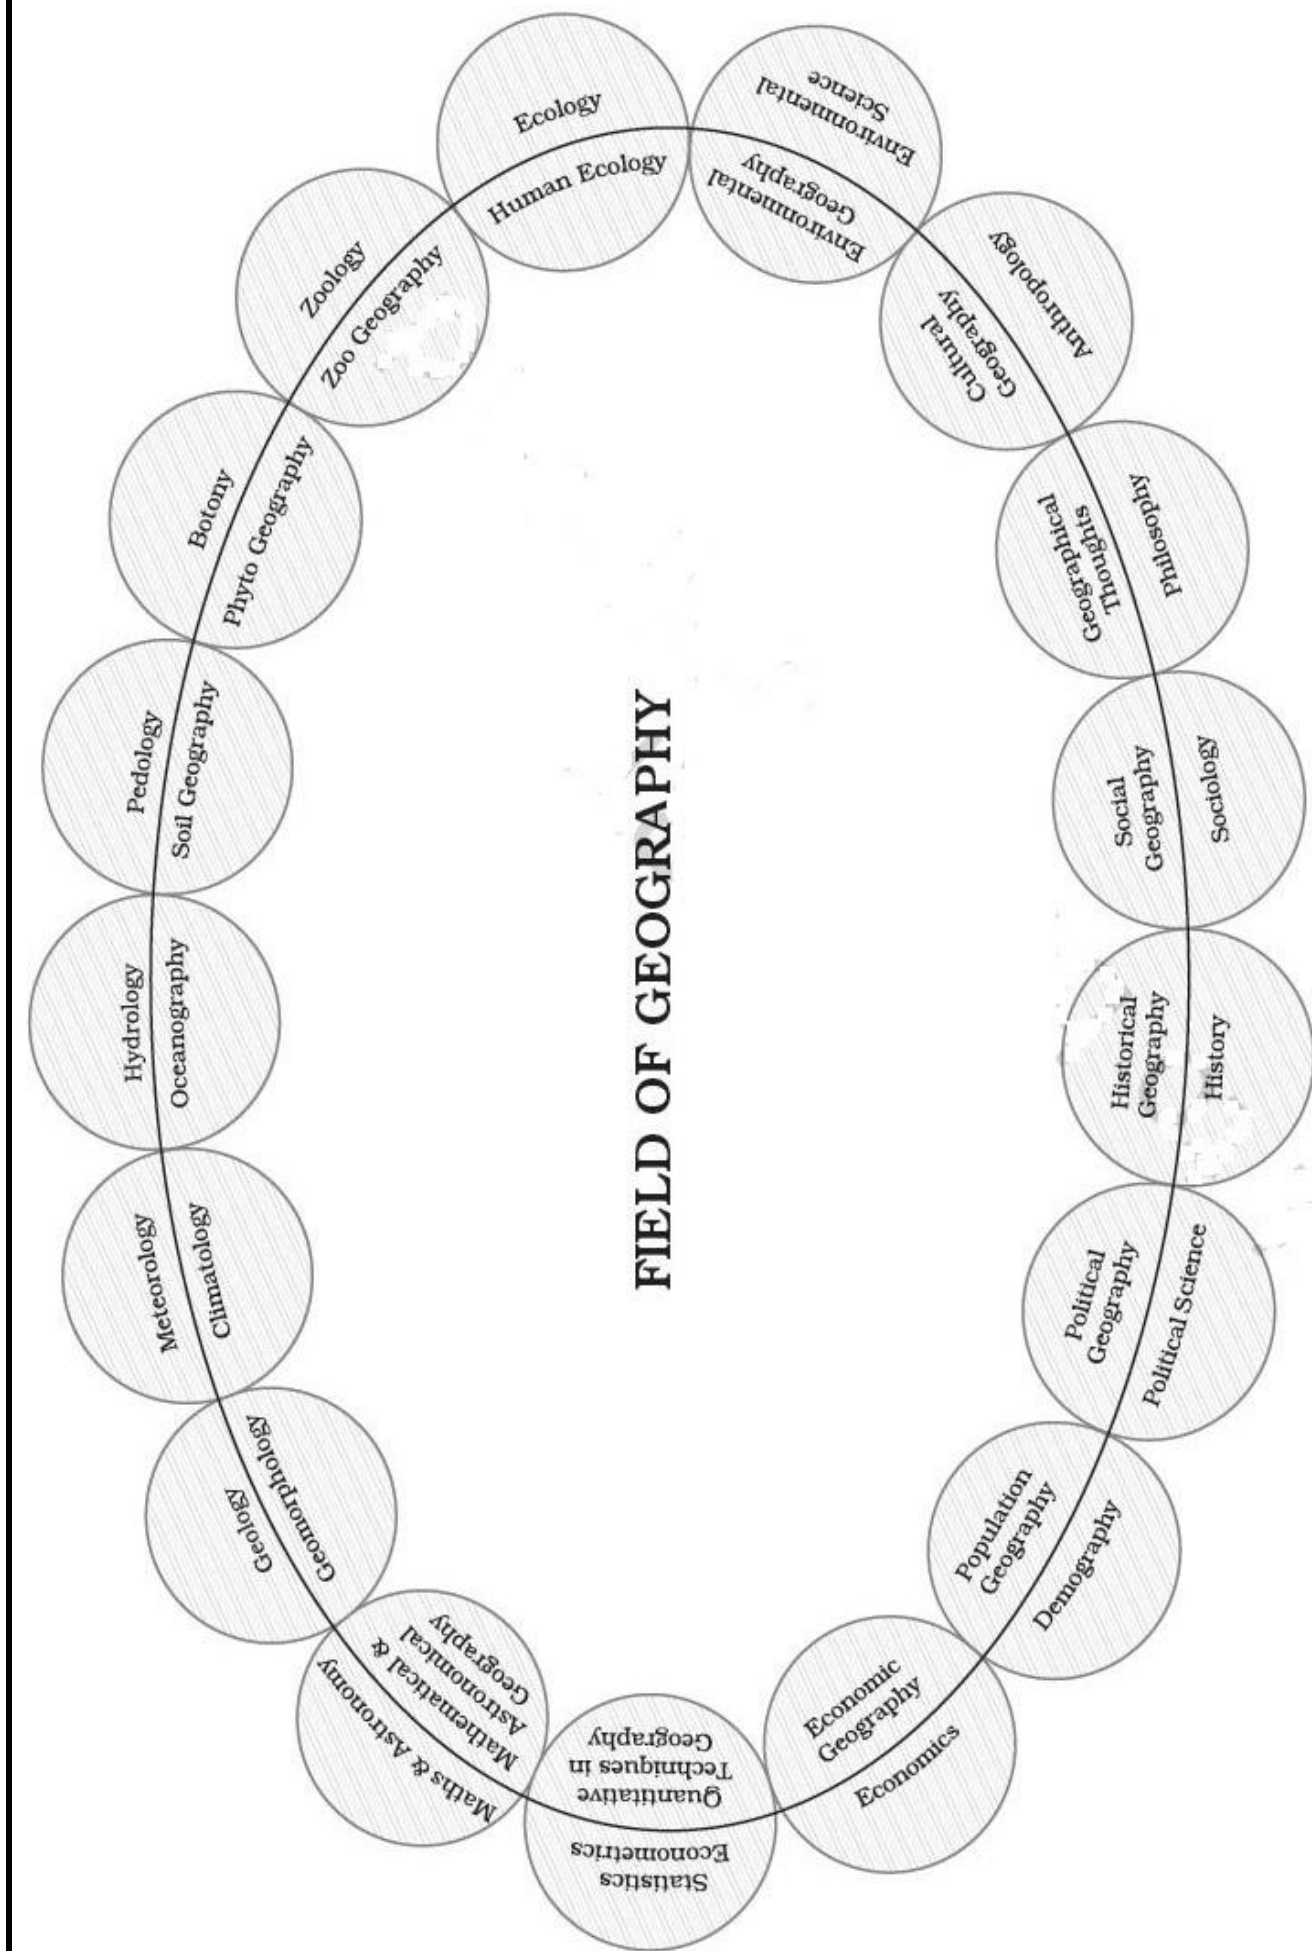 FIELD OF GEOGRAPHY
Ecology
Human Ecology
Environmental
Science
Environmental
Geography
Anthropology
Cultural
Geography
Philosophy
Geographical
Thoughts
Sociology
Social
Geography
History
Historical
Geography
Political Science
Political
Geography
Demography
Population
Geography
Economics
Economic
Geography
Statistics
Econometrics
Quantitative
Techniques in
Geography
Maths & Astronomy
Mathematical &
Astronomical
Geography
Geology
Geomorphology
Meteorology
Climatology
Hydrology
Oceanography
Pedology
Soil Geography
Botony
Phyto Geography
Zoology
Zoo Geography